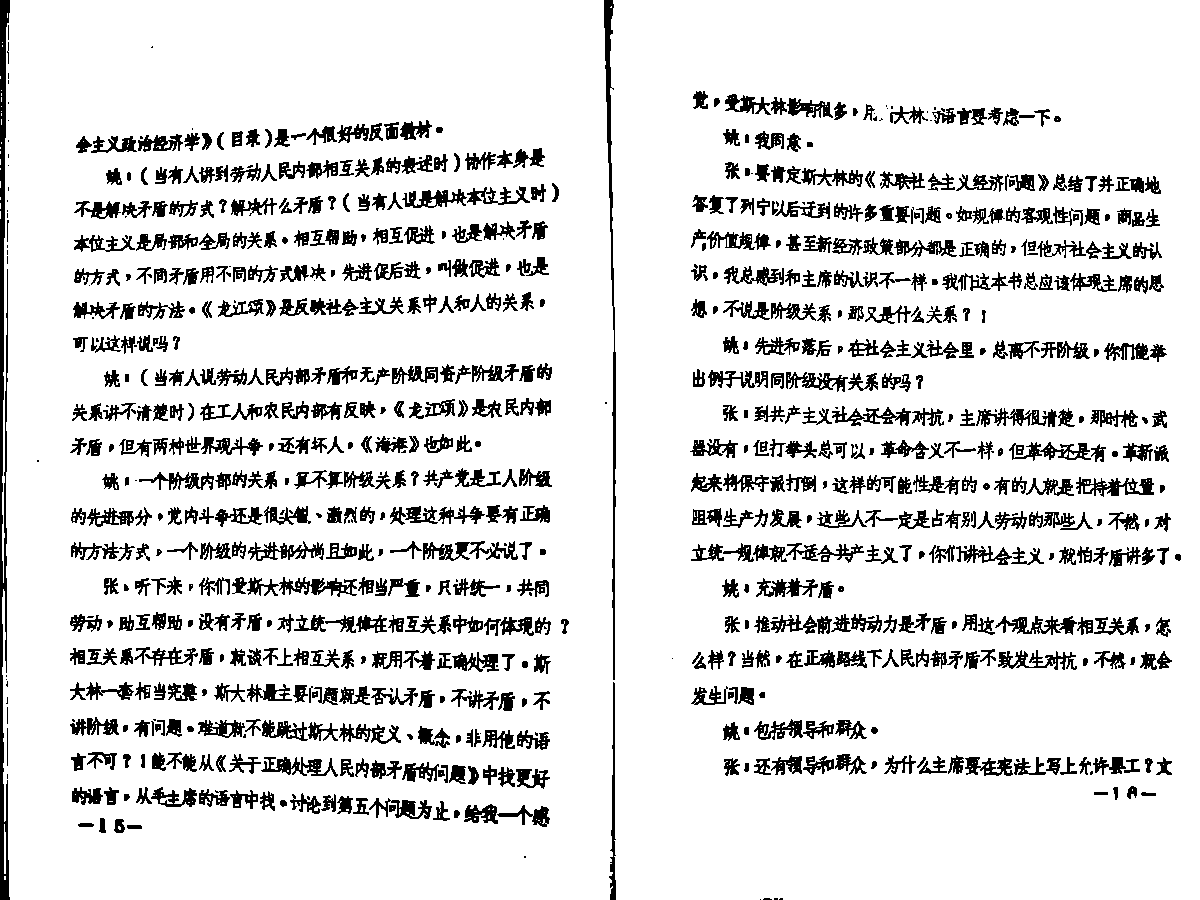 会主义政治经济学》(目录)是一个很好的反面教材。
姚：(当有人讲到劳动人民内部相互关系的表述时)协作本身是
不是解决矛盾的方式？解决什么矛盾？(当有人说是解决本位主义时)
本位主义是局部和全局的关系。相互帮助，相互促进，也是解决矛盾
的方式，不同矛盾用不同的方式解决，先进促后进，叫做促进，也是
解决矛盾的方法。《龙江颂》是反映社会主义关系中人和人的关系，
可以这样说吗？
姚：(当有人说劳动人民内部矛盾和无产阶级同资产阶级矛盾的
关系讲不清楚时)在工人和农民内部有反映，《龙江颂》是农民内部
矛盾，但有两种世界观斗争，还有坏人，《海港》也如此。
姚：一个阶级内部的关系，算不算阶级关系？共产党是工人阶级
的先进部分，党内斗争还是很尖锐、激烈的，处理这种斗争要有正确
的方法方式，一个阶级的先进部分尚且如此，一个阶级更不必说了。
张：听下来，你们受斯大林的影响还相当严重，只讲统一，共同
劳动，助互帮助，没有矛盾，对立统一规律在相互关系中如何体现的？
相互关系不存在矛盾，就谈不上相互关系，就用不着正确处理了。斯
大林一套相当完整，斯大林最主要问题就是否认矛盾，不讲矛盾，不
讲阶级，有问题。难道就不能跳过斯大林的定义、概念，非用他的语
言不可？！能不能从《关于正确处理人民内部矛盾的问题》中找更好
的语言，从毛主席的语言中找。讨论到第五个问题为止，给我一个感
—15—
觉，受斯大林影响很多，用斯大林的语言要考虑一下。
姚：我同意。
张：要肯定斯大林的《苏联社会主义经济问题》总结了并正确地
答复了列宁以后迂到的许多重要问题。如规律的客观性问题，商品生
产价值规律，甚至新经济政策部分都是正确的，但他对社会主义的认
识，我总感到和主席的认识不一样。我们这本书总应该体现主席的思
想，不说是阶级关系，那又是什么关系？！
姚：先进和落后，在社会主义社会里，总离不开阶级，你们能举
出例子说明同阶级没有关系的吗？
张：到共产主义社会还会有对抗，主席讲得很清楚，那时枪、武
器没有，但打拳头总可以，革命含义不一样，但革命还是有。革新派
起来将保守派打倒，这样的可能性是有的。有的人就是把持着位置，
阻碍生产力发展，这些人不一定是占有别人劳动的那些人，不然，对
立统一规律就不适合共产主义了，你们讲社会主义，就怕矛盾讲多了。
姚：充满着矛盾。
张：推动社会前进的动力是矛盾，用这个观点来看相互关系，怎
么样？当然，在正确路线下人民内部矛盾不致发生对抗，不然，就会
发生问题。
姚：包括领导和群众。
张：还有领导和群众，为什么主席要在宪法上写上允许罢工？文
—16—